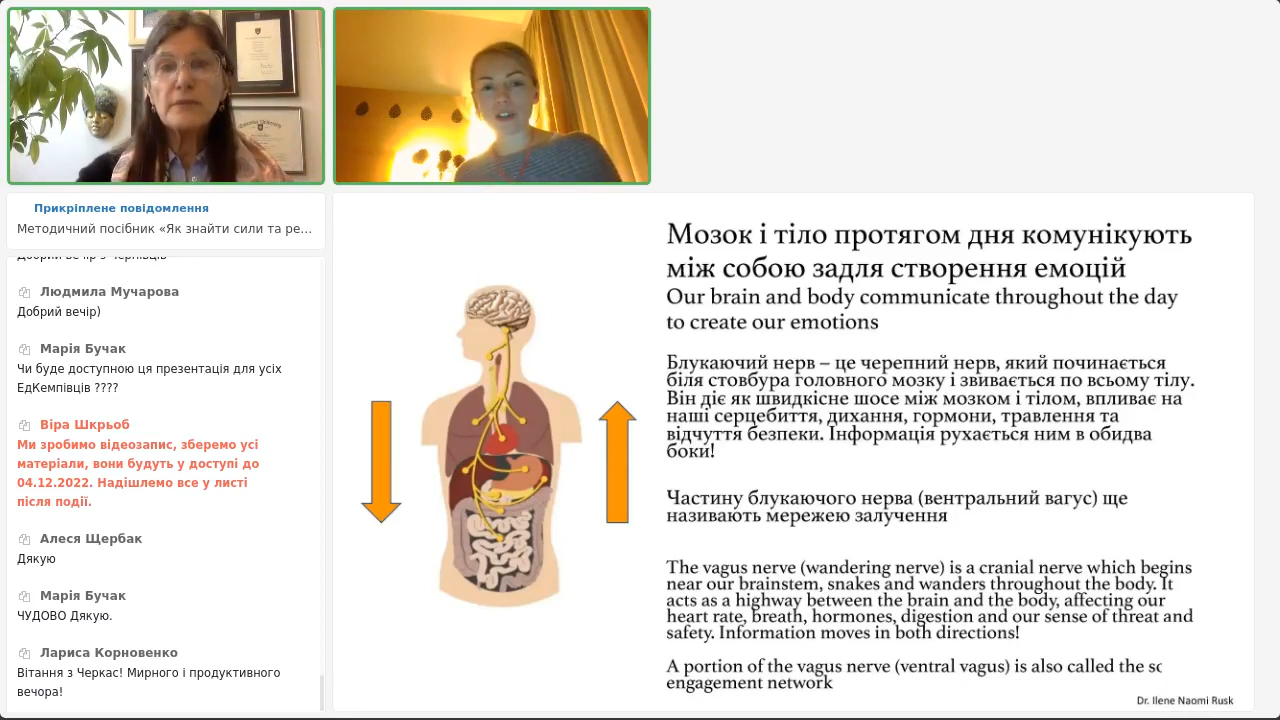 Прикріплене повідомлення
Методичний посібник «Як знайти сили та ре...
Добрий вечір з Чернівців
Людмила Мучарова
Добрий вечір)
Марія Бучак
Чи буде доступною ця презентація для усіх
ЕдКемпівців ????
Віра Шкрьоб
Ми зробимо відеозапис, зберемо усі
матеріали, вони будуть у доступі до
04.12.2022. Надішлемо все у листі
після події.
Алеся Щербак
Дякую
Марія Бучак
ЧУДОВО Дякую.
Лариса Корновенко
Вітання з Черкас! Мирного і продуктивного
вечора!
Мозок і тіло протягом дня комунікують
між собою задля створення емоцій
Our brain and body communicate throughout the day
to create our emotions
Блукаючий нерв – це черепний нерв, який починається
біля стовбура головного мозку і звивається по всьому тілу.
Він діє як швидкісне шосе між мозком і тілом, впливає на
наші серцебиття, дихання, гормони, травлення та
відчуття безпеки. Інформація рухається ним в обидва
боки!
Частину блукаючого нерва (вентральний вагус) ще
називають мережею залучення
The vagus nerve (wandering nerve) is a cranial nerve which begins
near our brainstem, snakes and wanders throughout the body. It
acts as a highway between the brain and the body, affecting our
heart rate, breath, hormones, digestion and our sense of threat and
safety. Information moves in both directions!
A portion of the vagus nerve (ventral vagus) is also called the sc
engagement network
Dr. Ilene Naomi Rusk